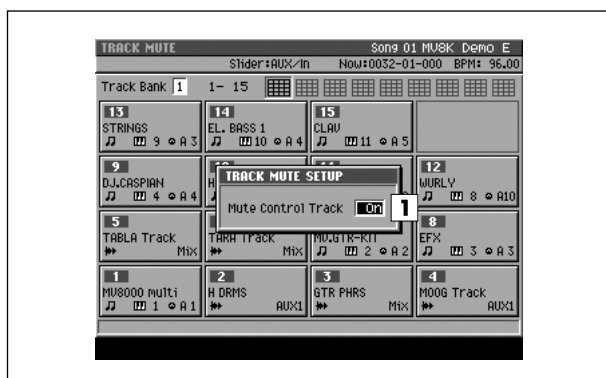 TRACK MUTE Song 01 MV8K Demo E
Slider:AUX/In Now:0032-01-000 BPM: 96.00
Track Bank 1 1- 15
13 14 15
STRINGS EL. BASS 1 CLAV
9 A 3 10 A 4 11 A 5
9 12
DJ.CASPIAN H WURLY
4 A 4 8 A10
TRACK MUTE SETUP
Mute Control Track On 1
5 8
TABLA Track Track MV.GTR-KIT EFX
Mix Mix 2 A 2 3 A 3
1 2 3 4
MV8000 multi H DRMS GTR PHRS MOOG Track
1 A 1 AUX1 Mix AUX1